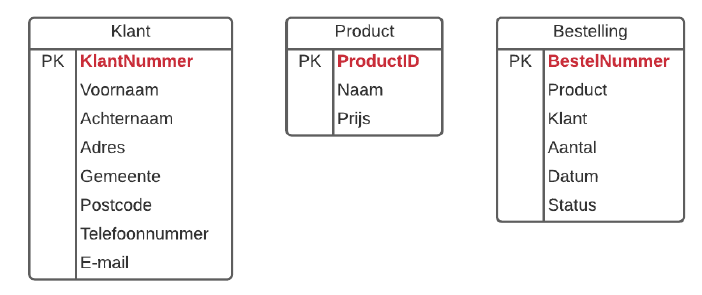 Klant
PK KlantNummer
Voornaam
Achternaam
Adres
Gemeente
Postcode
Telefoonnummer
E-mail
Product
PK ProductID
Naam
Prijs
Bestelling
PK BestelNummer
Product
Klant
Aantal
Datum
Status